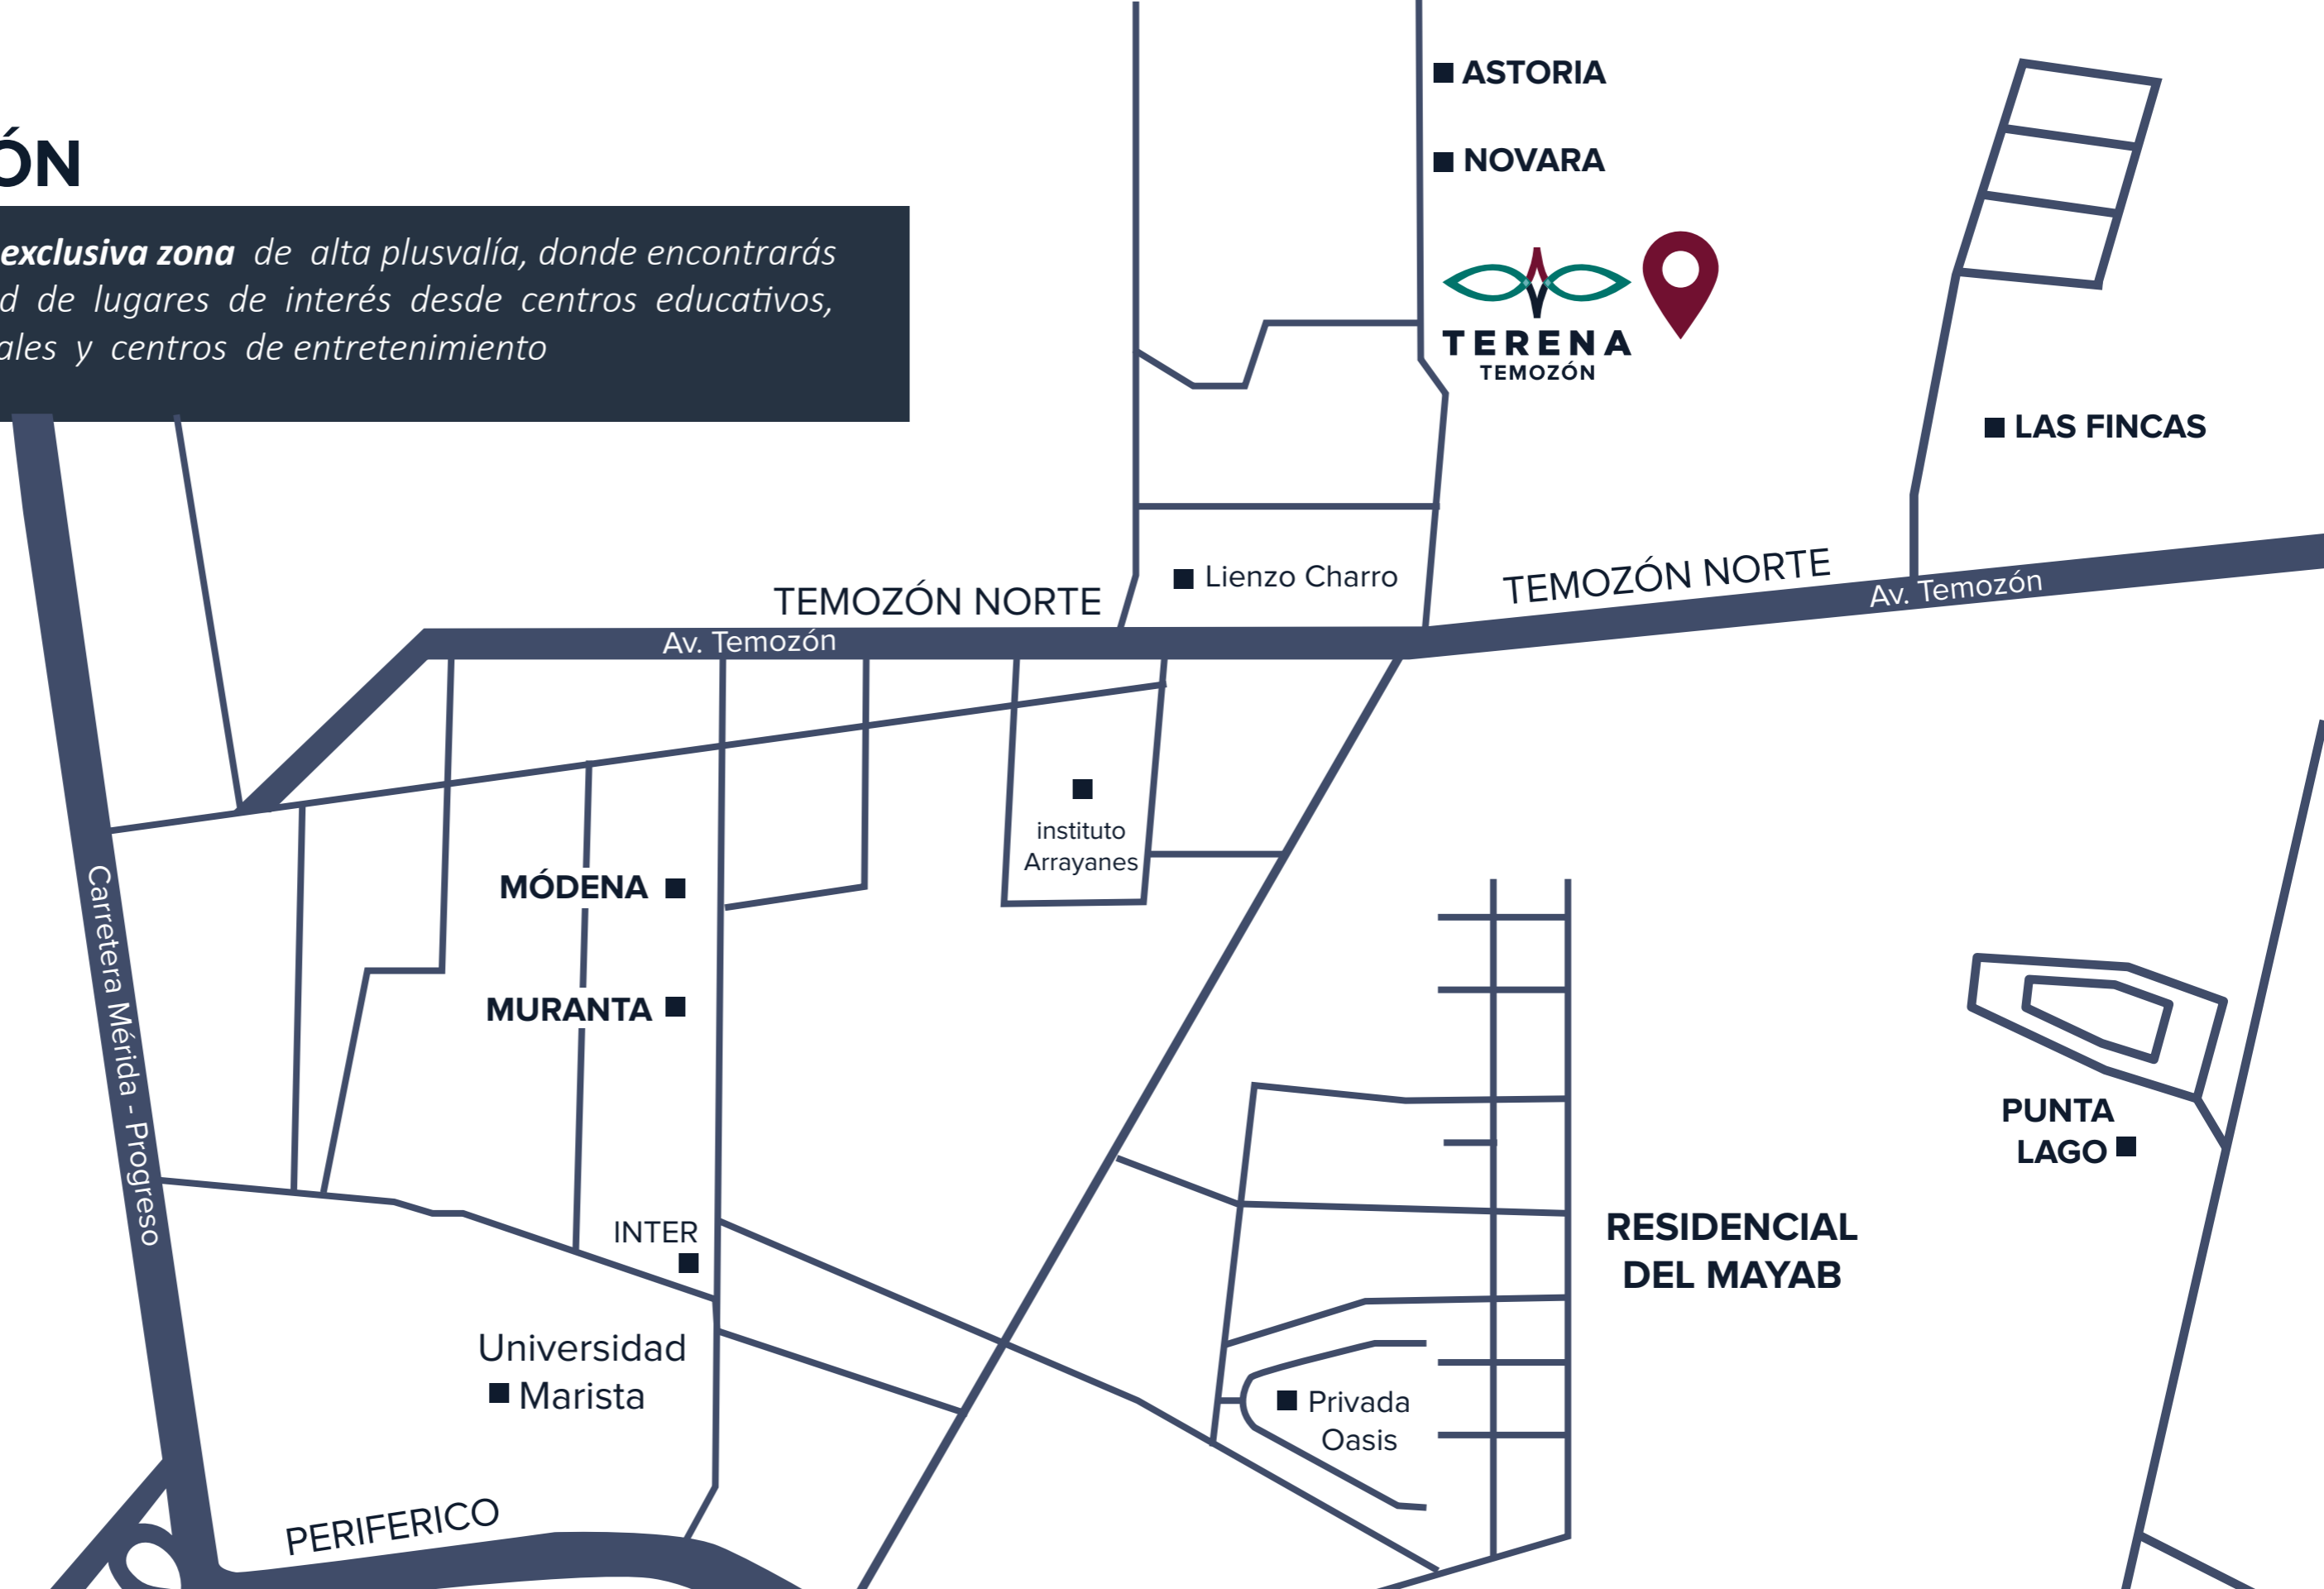 ÓN
exclusiva zona de alta plusvalía, donde encontrarás
d de lugares de interés desde centros educativos,
ales y centros de entretenimiento
ASTORIA
NOVARA
TERENA
TEMOZÓN
LAS FINCAS
Lienzo Charro
TEMOZÓN NORTE
TEMOZÓN NORTE
Av. Temozón
Av. Temozón
instituto
Arrayanes
MÓDENA
MURANTA
Carretera Mérida - Progreso
PUNTA
LAGO
RESIDENCIAL
DEL MAYAB
INTER
Universidad
Marista
Privada
Oasis
PERIFERICO